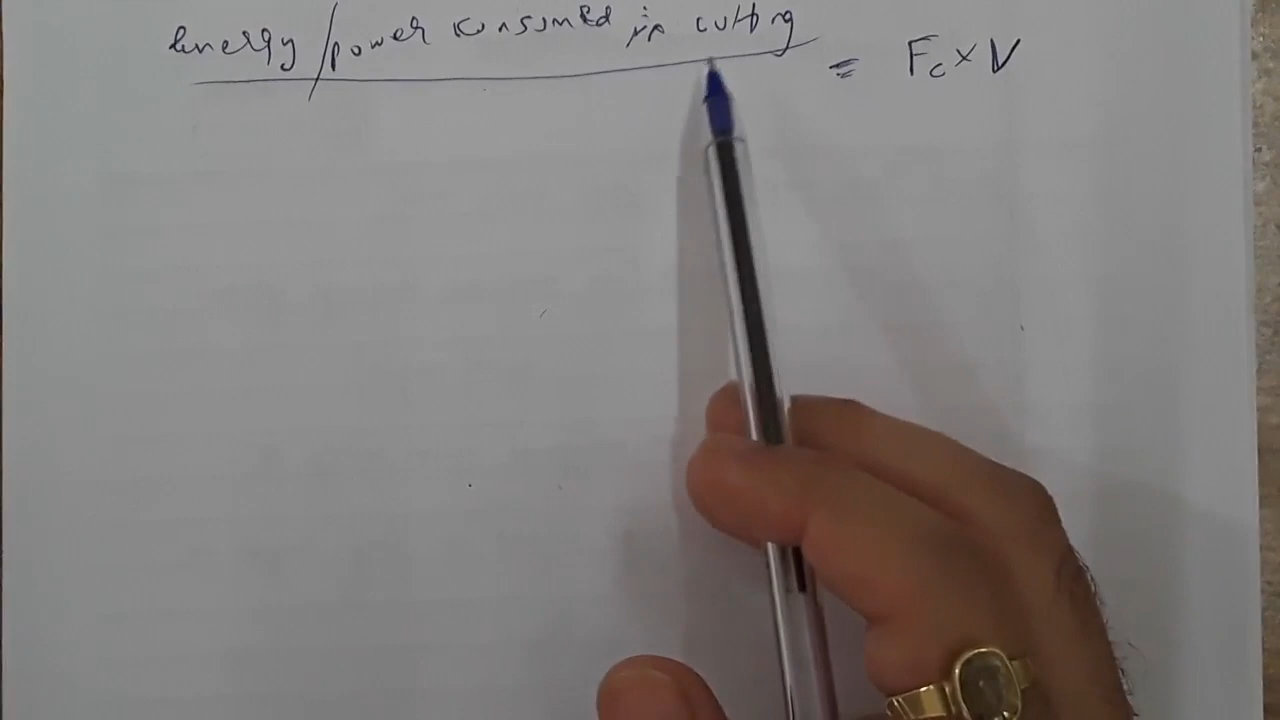 energy/power consumed in cutting = Fc × V